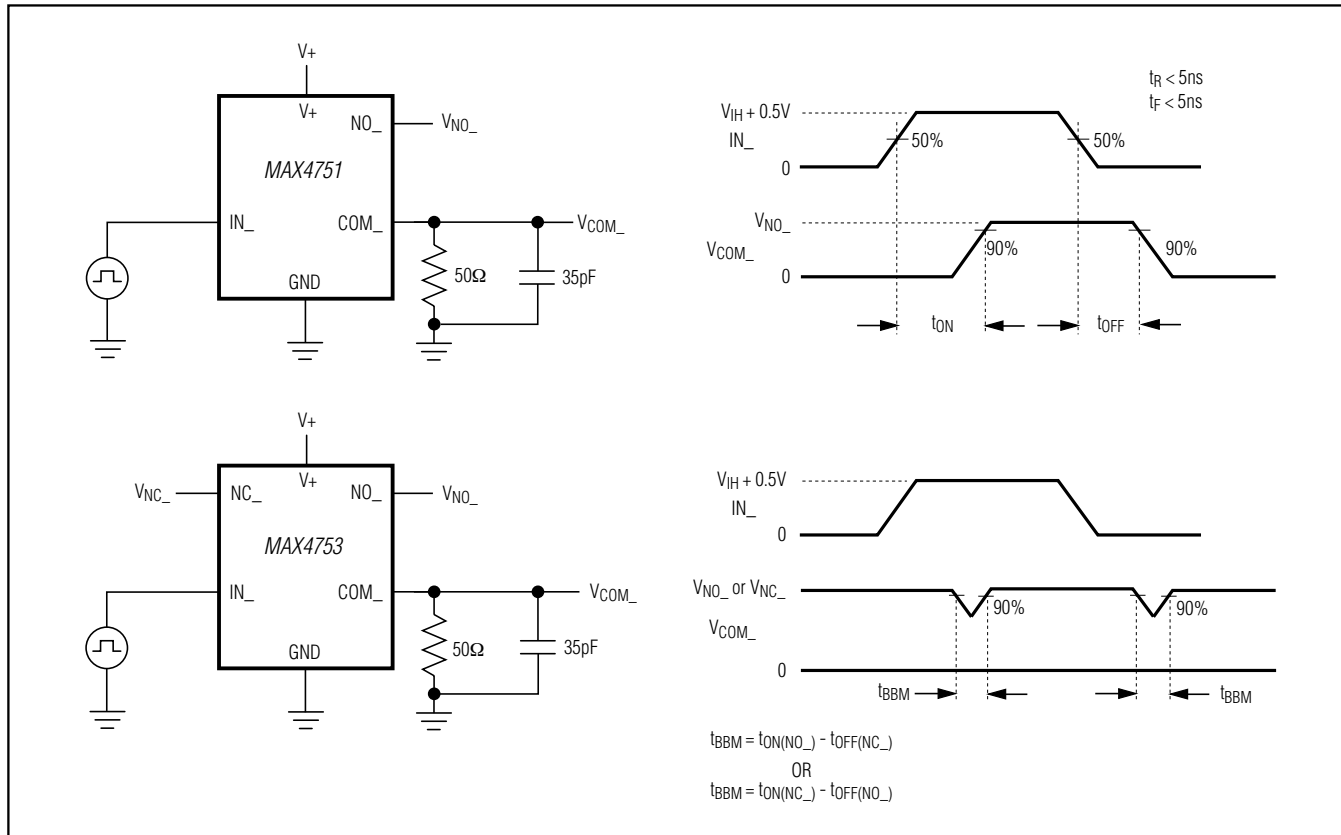 V+
V+
NO_
V_NO_
MAX4751
IN_
COM_
V_COM_
50Ω
35pF
GND
t_R < 5ns
t_F < 5ns
V_IH + 0.5V
IN_
50%
50%
0
V_NO_
V_COM_
90%
90%
0
t_ON
t_OFF
V+
V_NC_
NC_
V+
NO_
V_NO_
MAX4753
IN_
COM_
V_COM_
50Ω
35pF
GND
V_IH + 0.5V
IN_
0
V_NO_ or V_NC_
90%
90%
V_COM_
0
t_BBM
t_BBM
t_BBM = t_ON(NO_) - t_OFF(NC_)
OR
t_BBM = t_ON(NC_) - t_OFF(NO_)